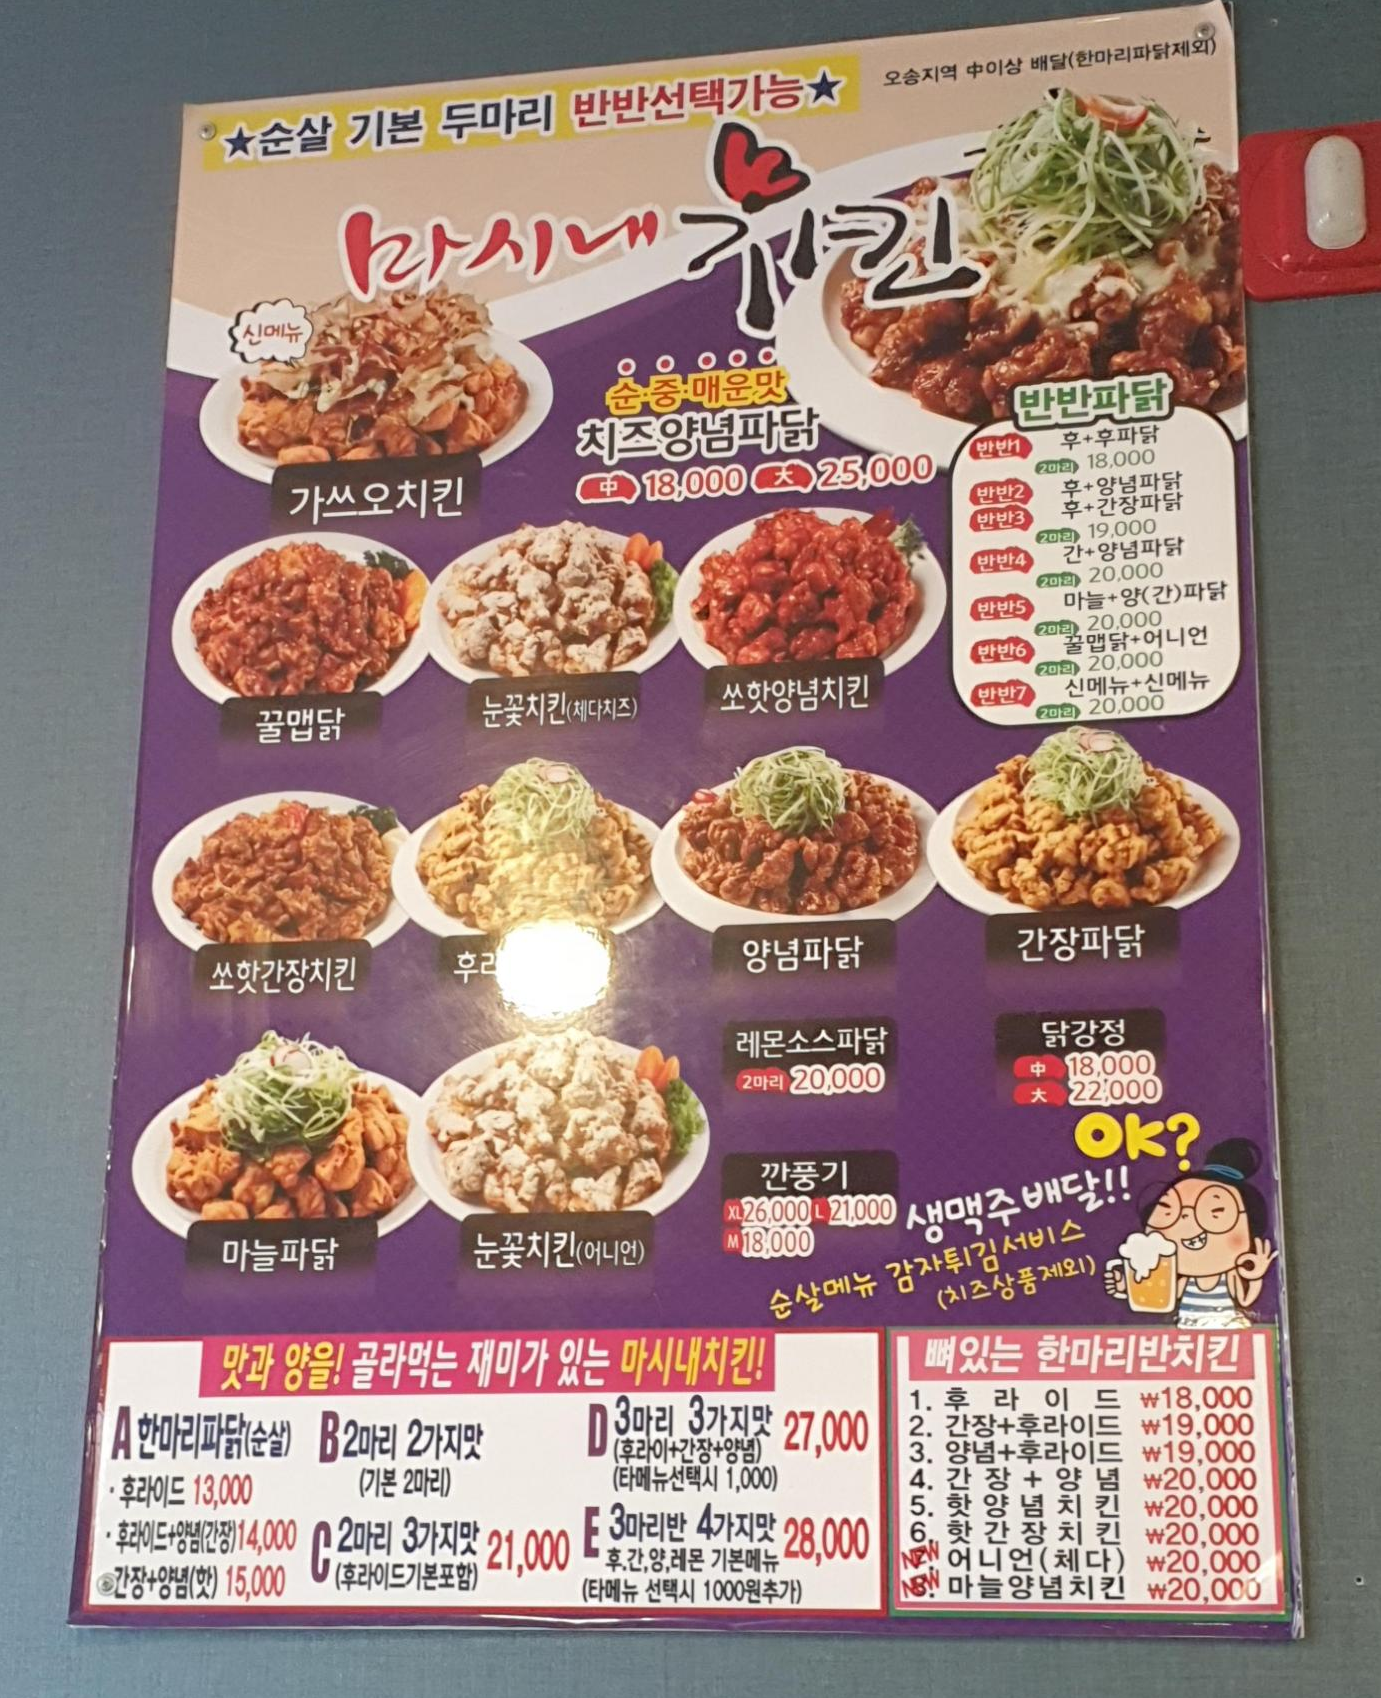 오송지역 中이상 배달(한마리파닭제외)
★순살 기본 두마리 반반선택가능★
마시내 치킨
신메뉴
가쓰오치킨
순·중·매운맛
치즈양념파닭
中 18,000 大 25,000
반반파닭
반반1 후+후파닭
2마리 18,000
반반2 후+양념파닭
반반3 후+간장파닭
2마리 19,000
반반4 간+양념파닭
2마리 20,000
반반5 마늘+양(간)파닭
2마리 20,000
반반6 꿀맵닭+어니언
2마리 20,000
반반7 신메뉴+신메뉴
2마리 20,000
꿀맵닭
눈꽃치킨(체다치즈)
쏘핫양념치킨
쏘핫간장치킨
양념파닭
간장파닭
마늘파닭
눈꽃치킨(어니언)
레몬소스파닭
2마리 20,000
닭강정
中 18,000
大 22,000
깐풍기
XL 26,000 L 21,000
M 18,000
OK?
생맥주배달!!
순살메뉴 감자튀김서비스
(치즈상품제외)
맛과 양을! 골라먹는 재미가 있는 마시내치킨!
A 한마리파닭(순살)
· 후라이드 13,000
· 후라이드+양념(간장) 14,000
간장+양념(핫) 15,000
B 2마리 2가지맛
(기본 2마리)
C 2마리 3가지맛 21,000
(후라이드기본포함)
D 3마리 3가지맛 27,000
(후라이+간장+양념)
(타메뉴선택시 1,000)
E 3마리반 4가지맛 28,000
후.간,양,레몬 기본메뉴
(타메뉴 선택시 1000원추가)
뼈있는 한마리반치킨
1. 후 라 이 드 ₩18,000
2. 간장+후라이드 ₩19,000
3. 양념+후라이드 ₩19,000
4. 간 장 + 양 념 ₩20,000
5. 핫 양 념 치 킨 ₩20,000
6. 핫 간 장 치 킨 ₩20,000
NEW 7. 어니언(체다) ₩20,000
NEW 8. 마늘양념치킨 ₩20,000